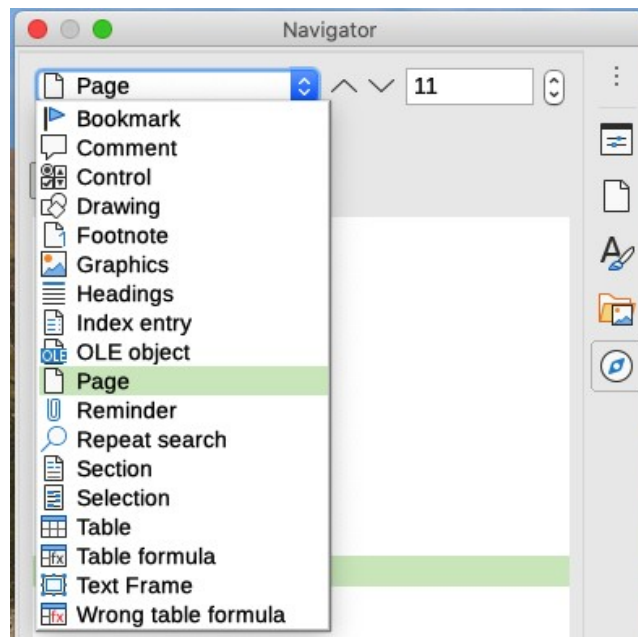 Navigator
Page
11
Bookmark
Comment
Control
Drawing
Footnote
Graphics
Headings
Index entry
OLE object
Page
Reminder
Repeat search
Section
Selection
Table
Table formula
Text Frame
Wrong table formula